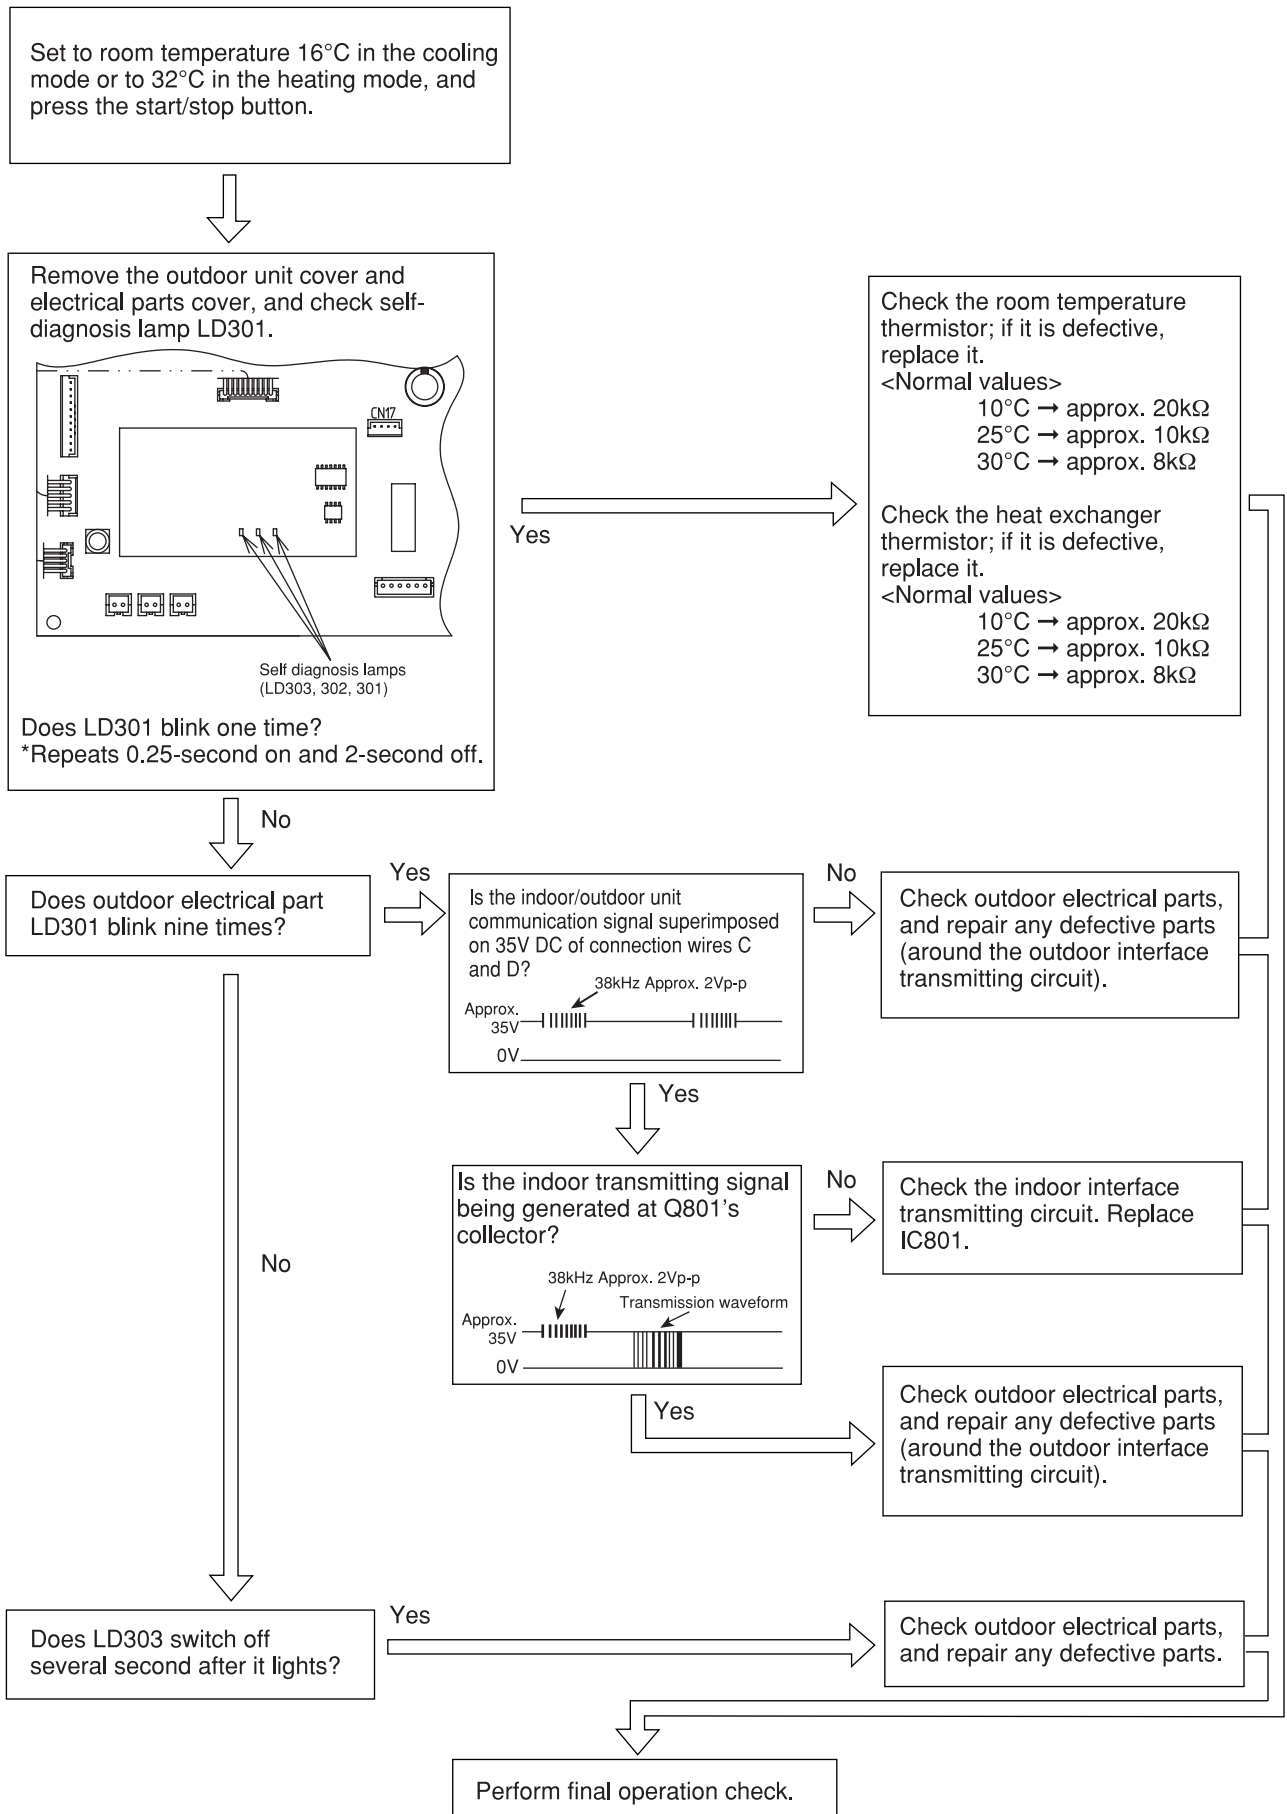 Set to room temperature 16°C in the cooling
mode or to 32°C in the heating mode, and
press the start/stop button.
Remove the outdoor unit cover and
electrical parts cover, and check self-
diagnosis lamp LD301.
CN17
Self diagnosis lamps
(LD303, 302, 301)
Does LD301 blink one time?
*Repeats 0.25-second on and 2-second off.
Yes
Check the room temperature
thermistor; if it is defective,
replace it.
<Normal values>
10°C → approx. 20kΩ
25°C → approx. 10kΩ
30°C → approx. 8kΩ
Check the heat exchanger
thermistor; if it is defective,
replace it.
<Normal values>
10°C → approx. 20kΩ
25°C → approx. 10kΩ
30°C → approx. 8kΩ
No
Does outdoor electrical part
LD301 blink nine times?
Yes
Is the indoor/outdoor unit
communication signal superimposed
on 35V DC of connection wires C
and D?
38kHz Approx. 2Vp-p
Approx.
35V
0V
No
Check outdoor electrical parts,
and repair any defective parts
(around the outdoor interface
transmitting circuit).
Yes
Is the indoor transmitting signal
being generated at Q801's
collector?
38kHz Approx. 2Vp-p
Transmission waveform
Approx.
35V
0V
No
Check the indoor interface
transmitting circuit. Replace
IC801.
Yes
Check outdoor electrical parts,
and repair any defective parts
(around the outdoor interface
transmitting circuit).
No
Does LD303 switch off
several second after it lights?
Yes
Check outdoor electrical parts,
and repair any defective parts.
Perform final operation check.